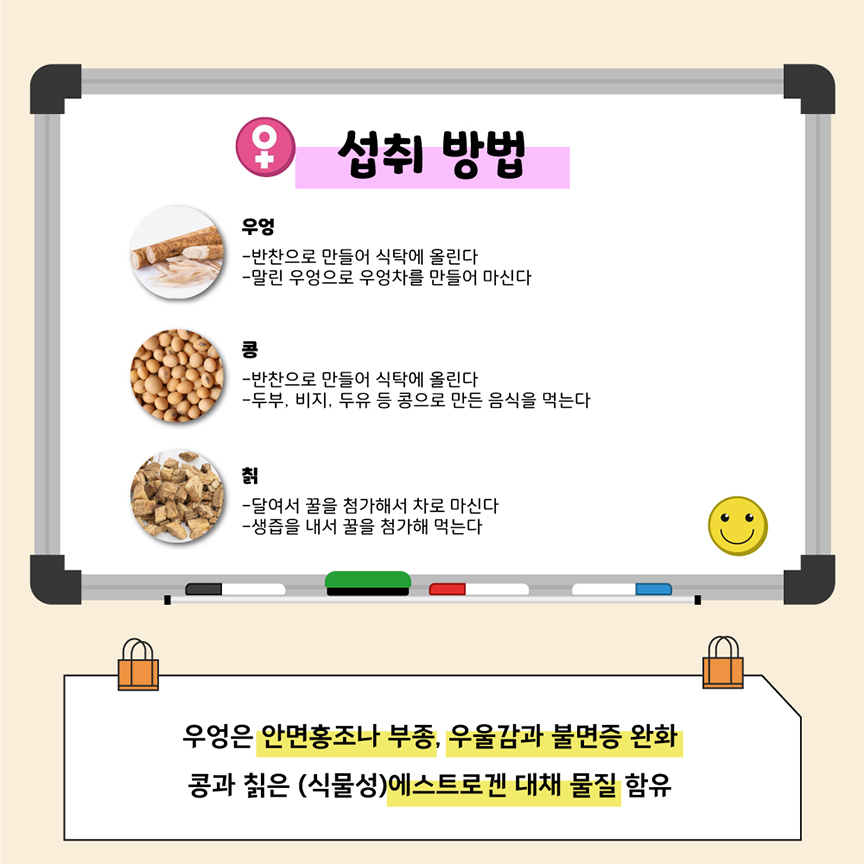 섭취 방법
우엉
-반찬으로 만들어 식탁에 올린다
-말린 우엉으로 우엉차를 만들어 마신다
콩
-반찬으로 만들어 식탁에 올린다
-두부, 비지, 두유 등 콩으로 만든 음식을 먹는다
칡
-달여서 꿀을 첨가해서 차로 마신다
-생즙을 내서 꿀을 첨가해 먹는다
우엉은 안면홍조나 부종, 우울감과 불면증 완화
콩과 칡은 (식물성)에스트로겐 대채 물질 함유